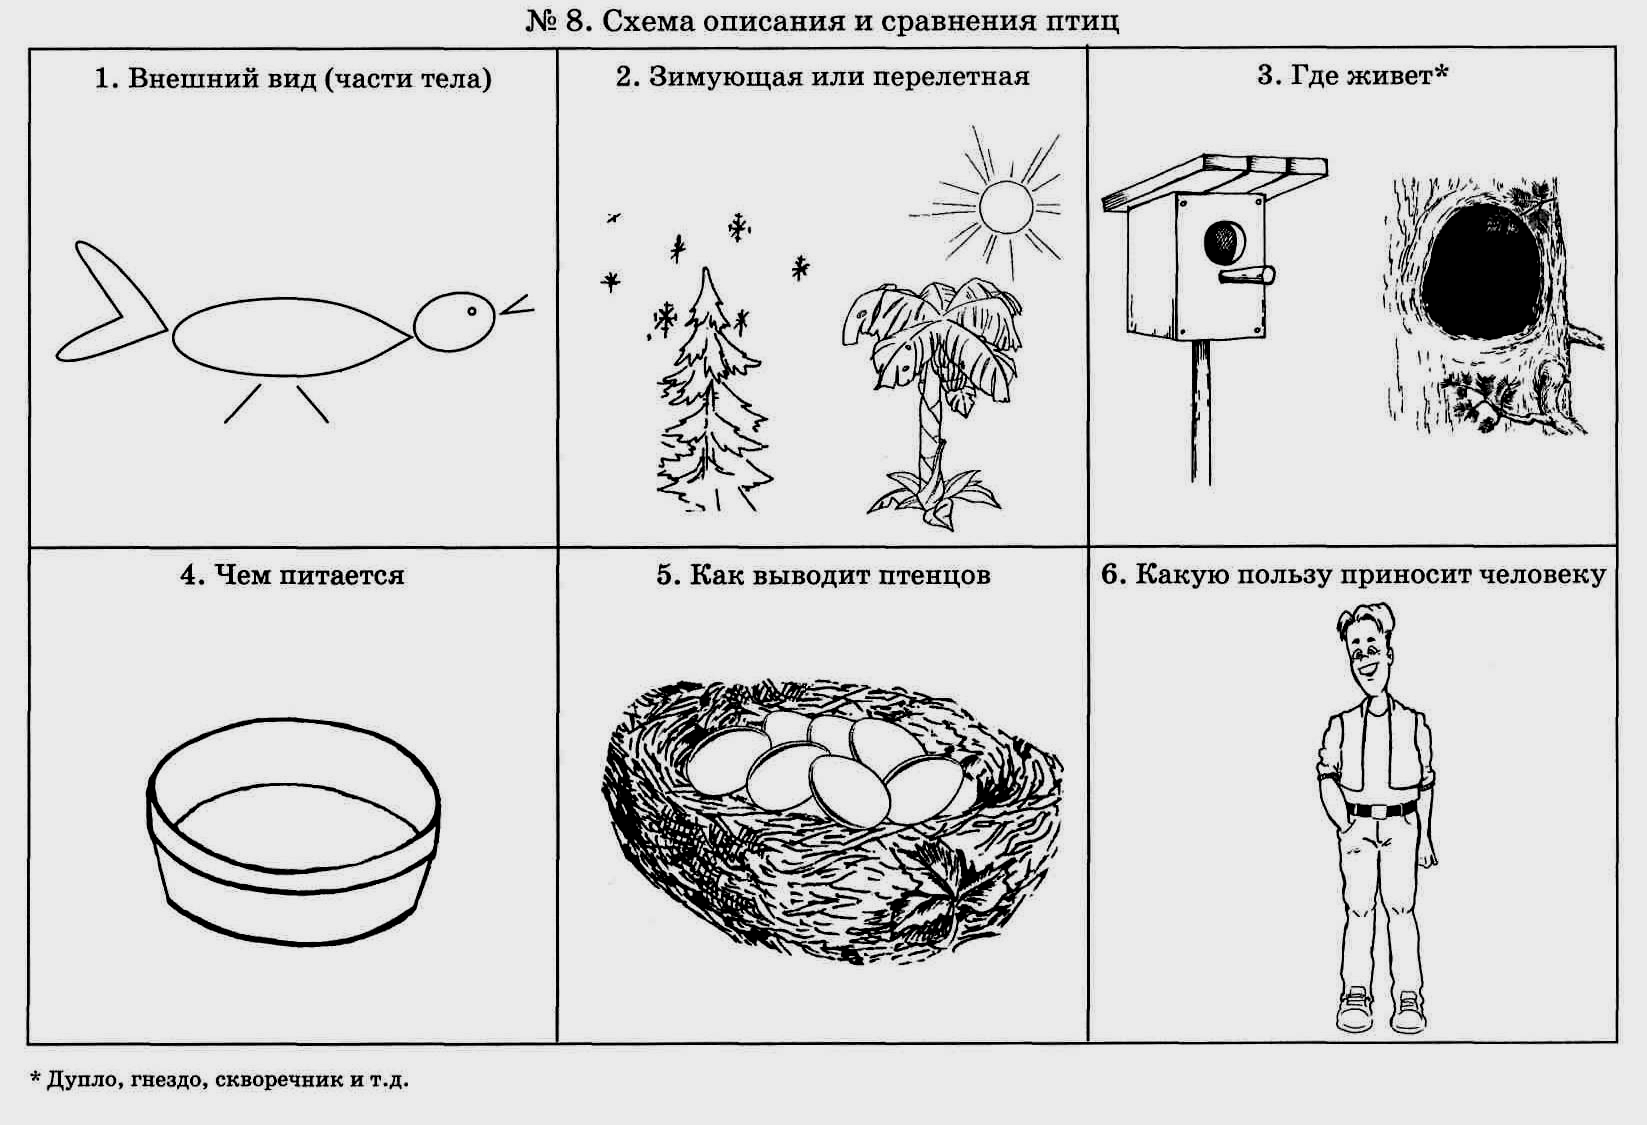 № 8. Схема описания и сравнения птиц
1. Внешний вид (части тела)
2. Зимующая или перелетная
3. Где живет*
4. Чем питается
5. Как выводит птенцов
6. Какую пользу приносит человеку
* Дупло, гнездо, скворечник и т.д.